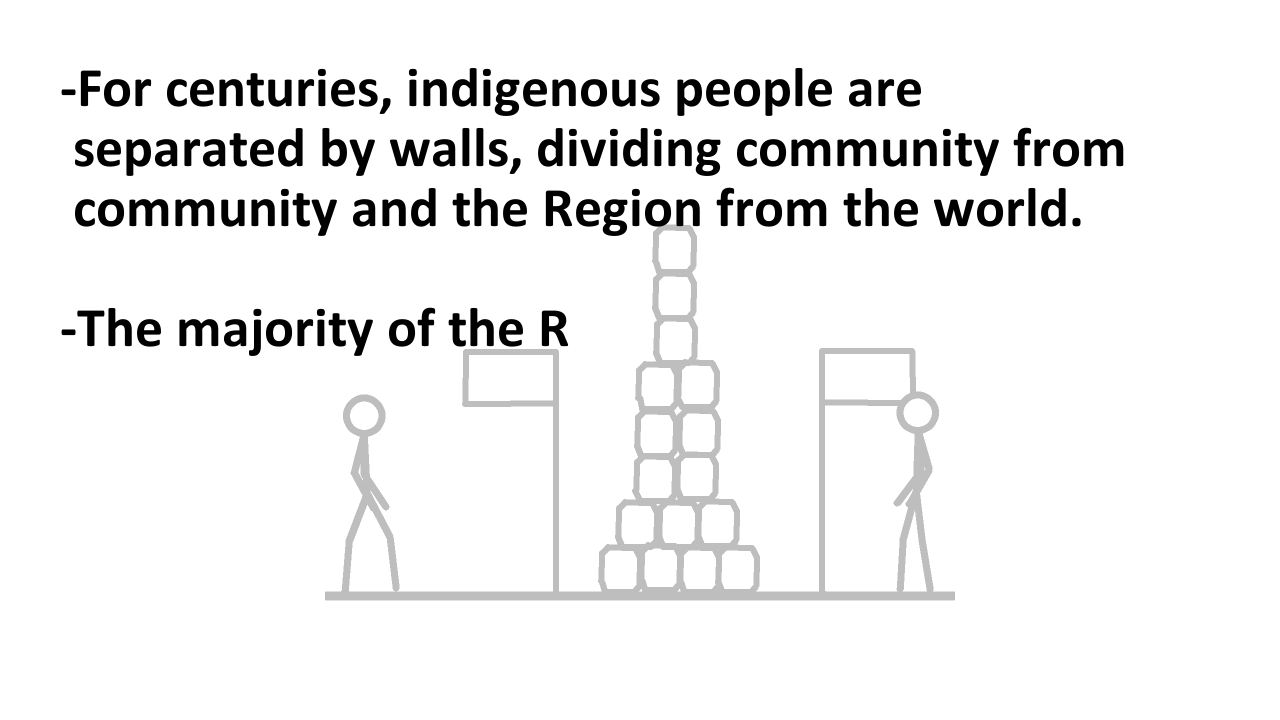 -For centuries, indigenous people are
separated by walls, dividing community from
community and the Region from the world.
-The majority of the R